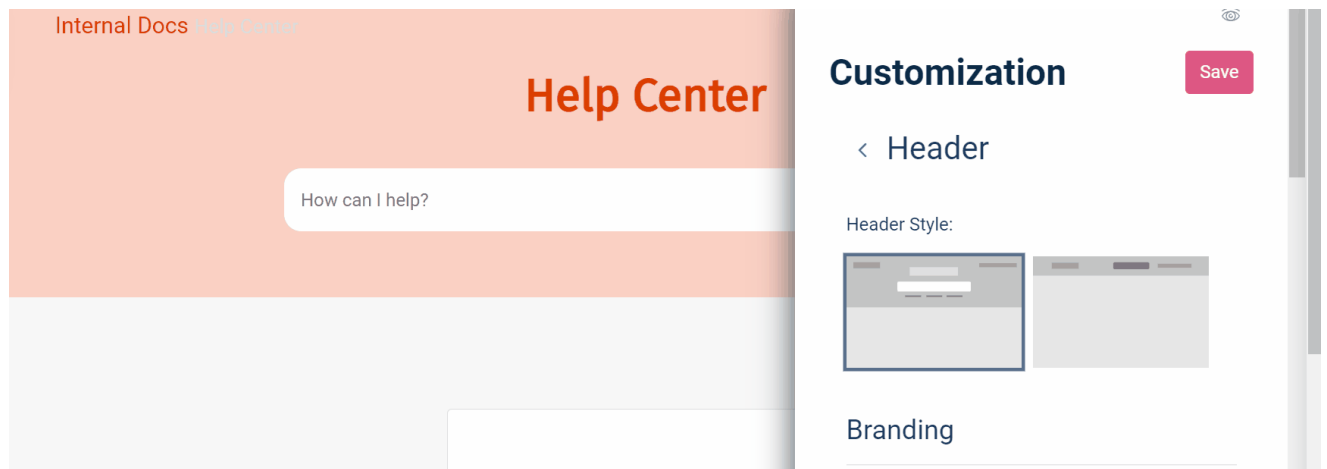 Internal Docs Help Center
Help Center
How can I help?
Customization
Save
Header
Header Style:
Branding